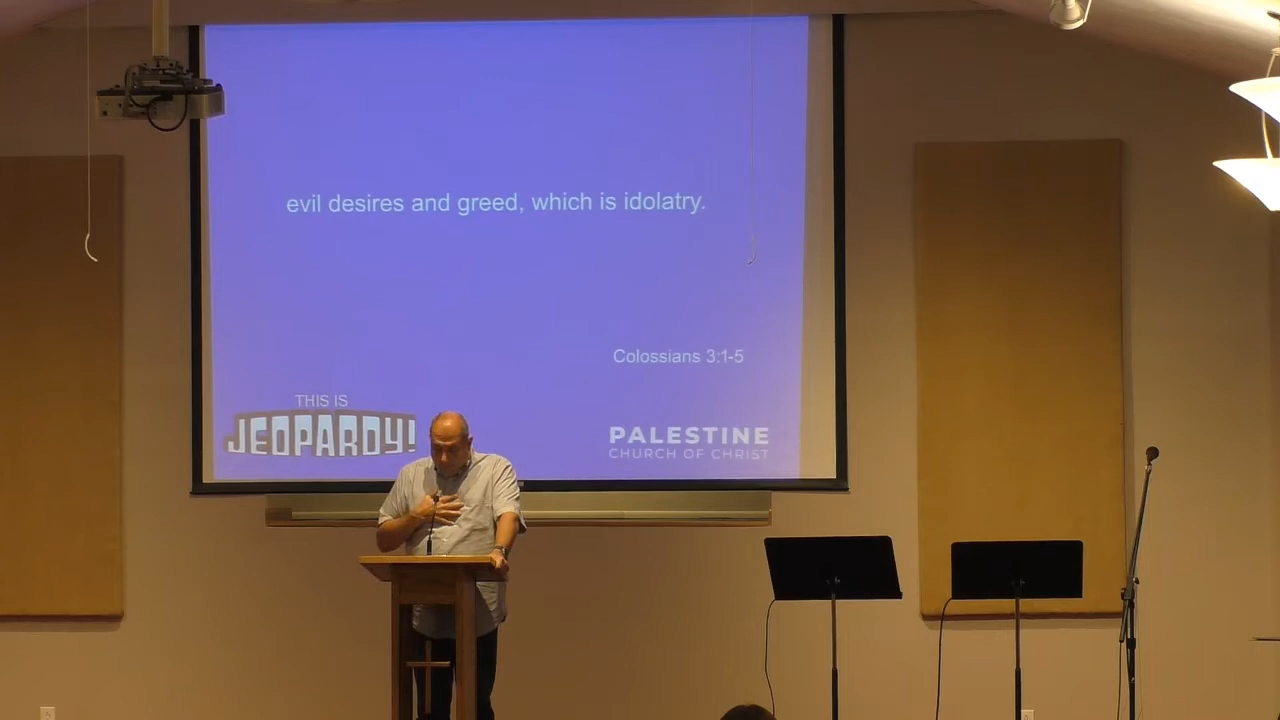 evil desires and greed, which is idolatry.
Colossians 3:1-5
THIS IS
JEOPARDY!
PALESTINE
CHURCH OF CHRIST